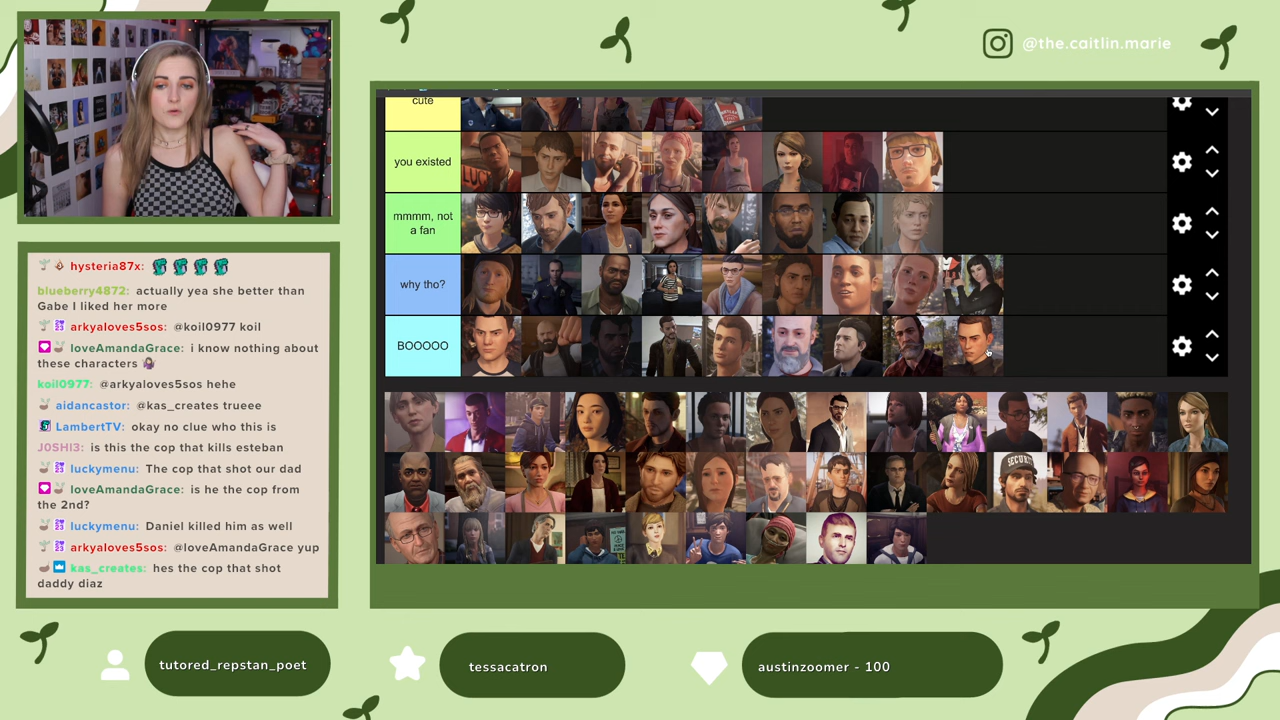 @the.caitlin.marie
cute
you existed
mmmm, not
a fan
why tho?
BOOOOO
SECURITY
hysteria87x:
blueberry4872: actually yea she better than
Gabe I liked her more
arkyaloves5sos: @koil0977 koil
loveAmandaGrace: i know nothing about
these characters
koil0977: @arkyaloves5sos hehe
aidancastor: @kas_creates trueee
LambertTV: okay no clue who this is
J0SHI3: is this the cop that kills esteban
luckymenu: The cop that shot our dad
loveAmandaGrace: is he the cop from
the 2nd?
luckymenu: Daniel killed him as well
arkyaloves5sos: @loveAmandaGrace yup
kas_creates: hes the cop that shot
daddy diaz
tutored_repstan_poet
tessacatron
austinzoomer - 100